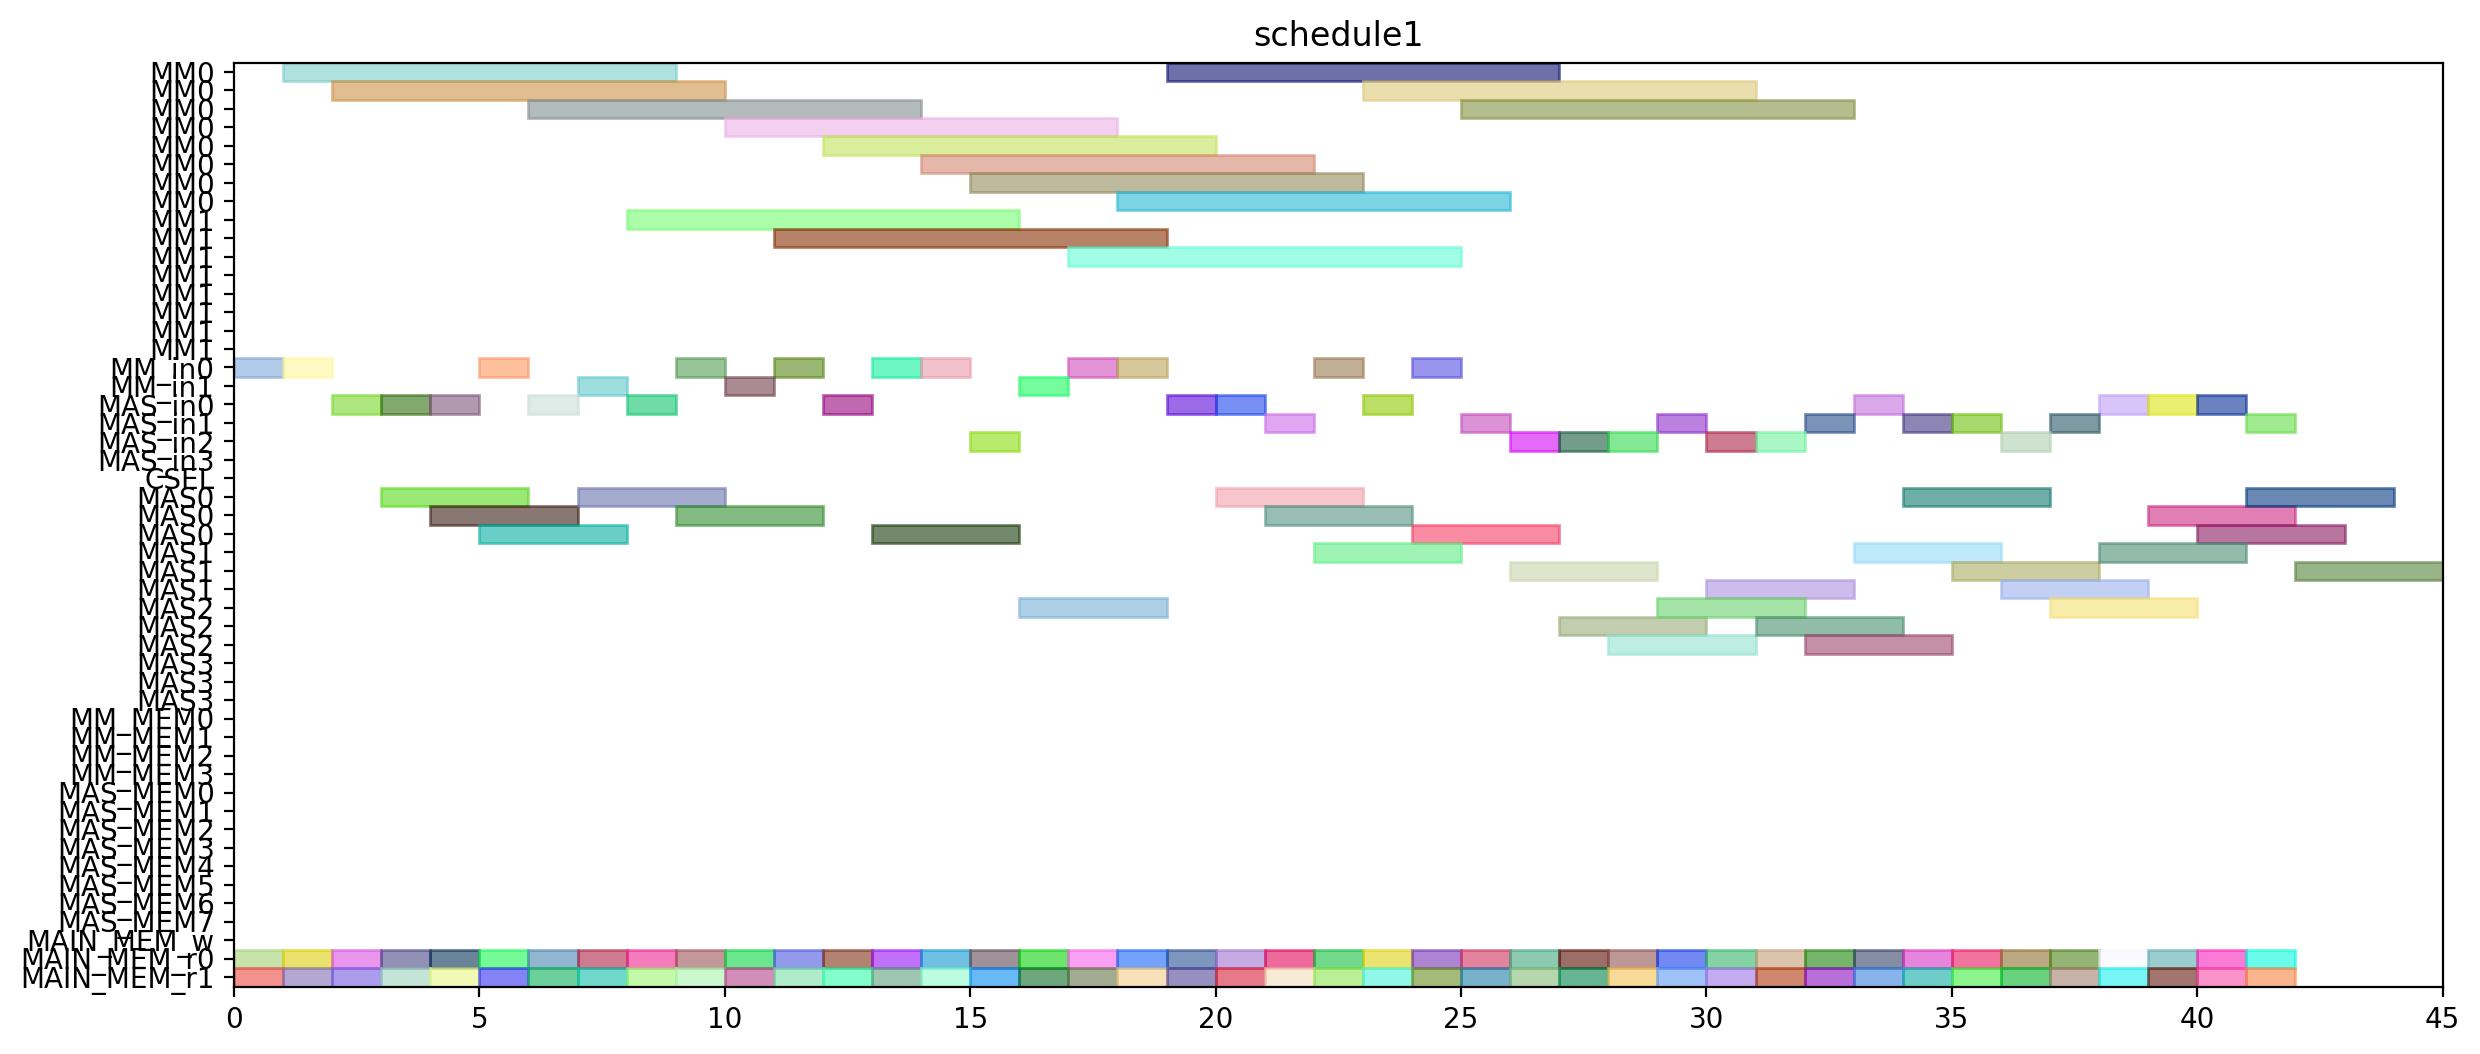 schedule1
MM0
MM0
MM0
MM0
MM0
MM0
MM0
MM0
MM1
MM1
MM1
MM1
MM1
MM1
MM1
MM1
MM_in0
MM_in1
MAS_in0
MAS_in1
MAS_in2
MAS_in3
CSEL
MAS0
MAS0
MAS0
MAS1
MAS1
MAS1
MAS2
MAS2
MAS2
MAS3
MAS3
MAS3
MM_MEM0
MM_MEM1
MM_MEM2
MM_MEM3
MAS_MEM0
MAS_MEM1
MAS_MEM2
MAS_MEM3
MAS_MEM4
MAS_MEM5
MAS_MEM6
MAS_MEM7
MAIN_MEM_w
MAIN_MEM_r0
MAIN_MEM_r1
0 5 10 15 20 25 30 35 40 45